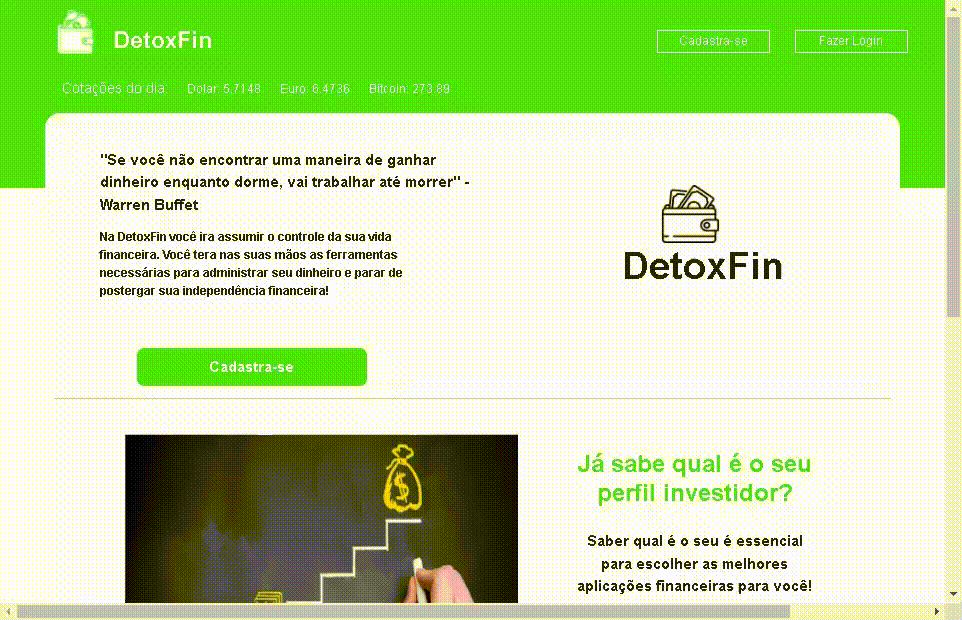 DetoxFin
Cadastra-se
Fazer Login
Cotações do dia:
Dolar: 5.7148
Euro: 6.4736
Bitcoin: 273.89
"Se você não encontrar uma maneira de ganhar
dinheiro enquanto dorme, vai trabalhar até morrer" -
Warren Buffet
Na DetoxFin você ira assumir o controle da sua vida
financeira. Você tera nas suas mãos as ferramentas
necessárias para administrar seu dinheiro e parar de
postergar sua independência financeira!
DetoxFin
Cadastra-se
$
Já sabe qual é o seu
perfil investidor?
Saber qual é o seu é essencial
para escolher as melhores
aplicações financeiras para você!